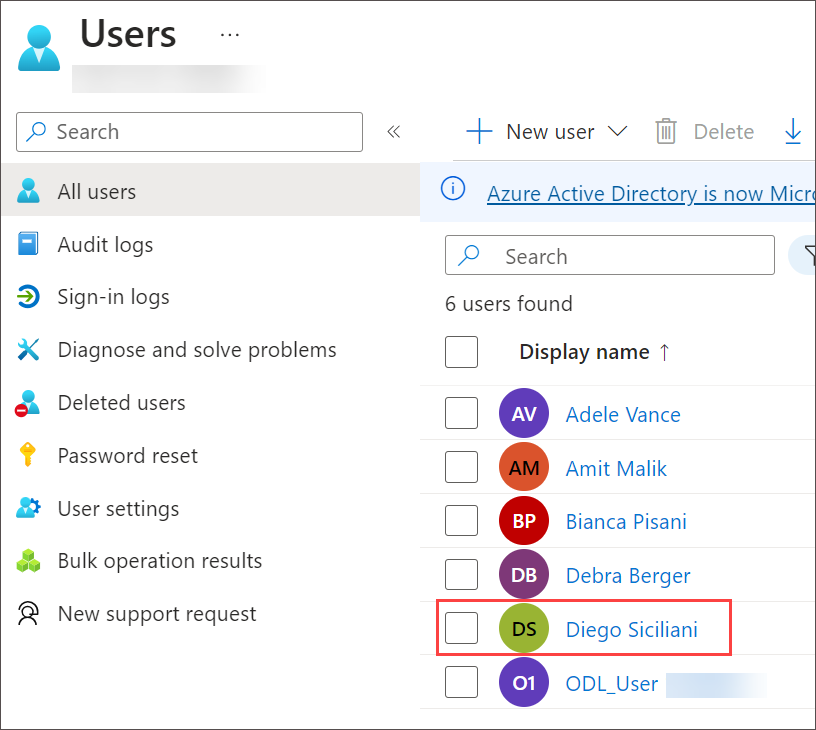 Users ...
Search
«
New user
Delete
All users
Audit logs
Sign-in logs
Diagnose and solve problems
Deleted users
Password reset
User settings
Bulk operation results
New support request
Azure Active Directory is now Micro
Search
6 users found
Display name ↑
AV Adele Vance
AM Amit Malik
BP Bianca Pisani
DB Debra Berger
DS Diego Siciliani
O1 ODL_User